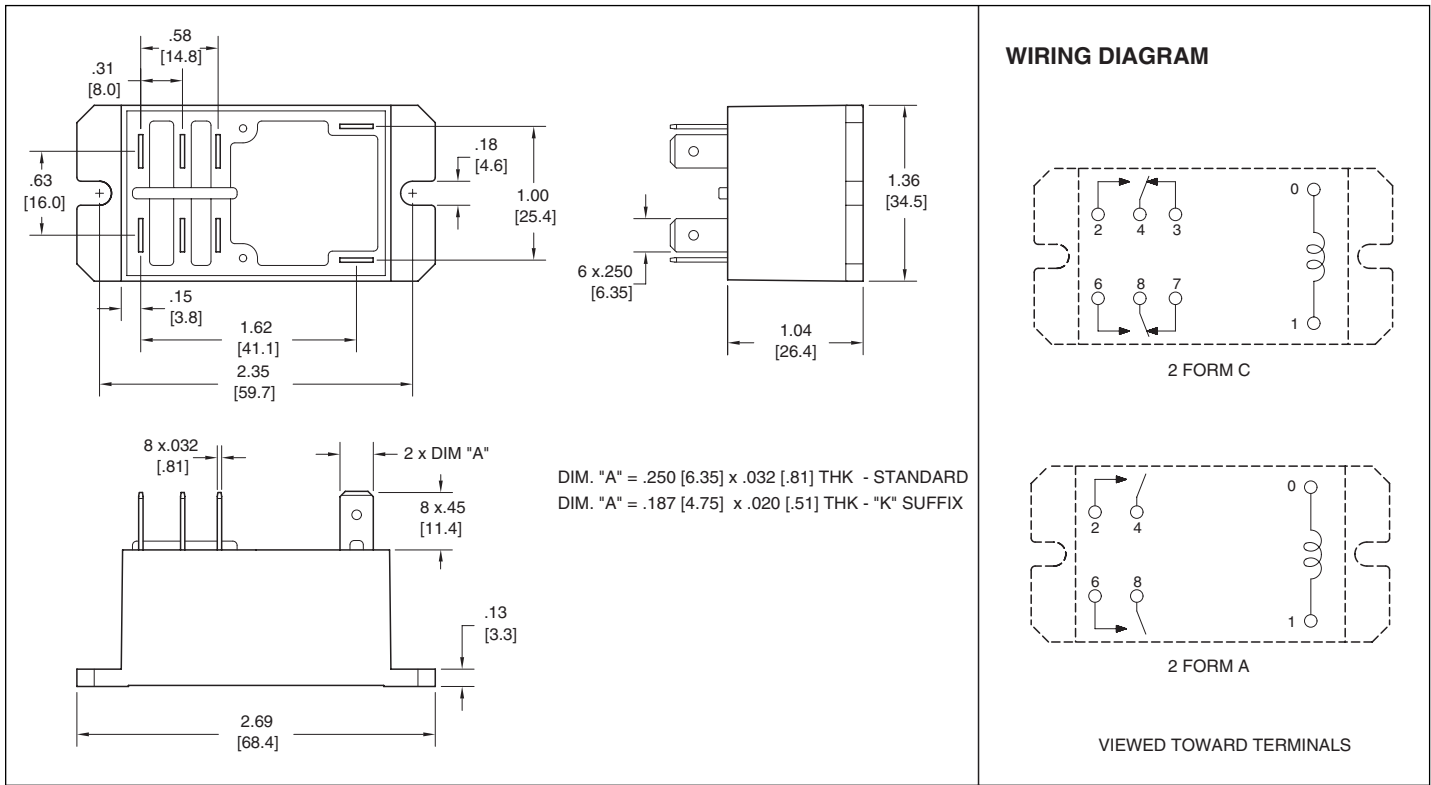 .58
[14.8]
.31
[8.0]
.63
[16.0]
.18
[4.6]
1.00
[25.4]
.15
[3.8]
1.62
[41.1]
2.35
[59.7]
6 x.250
[6.35]
1.36
[34.5]
1.04
[26.4]
8 x.032
[.81]
2 x DIM "A"
8 x.45
[11.4]
.13
[3.3]
2.69
[68.4]
DIM. "A" = .250 [6.35] x .032 [.81] THK - STANDARD
DIM. "A" = .187 [4.75] x .020 [.51] THK - "K" SUFFIX
WIRING DIAGRAM
0
2 4 3
6 8 7
1
2 FORM C
0
2 4
6 8
1
2 FORM A
VIEWED TOWARD TERMINALS